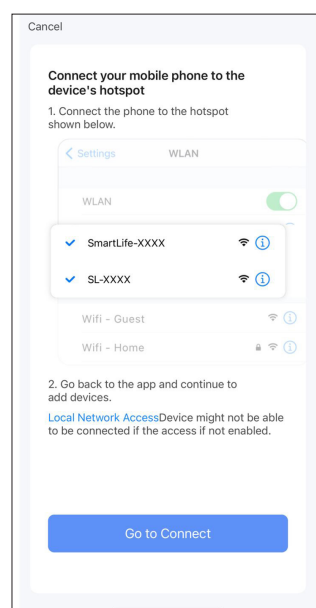 Cancel
Connect your mobile phone to the
device's hotspot
1. Connect the phone to the hotspot
shown below.
Settings WLAN
WLAN
SmartLife-XXXX
SL-XXXX
Wifi - Guest
Wifi - Home
2. Go back to the app and continue to
add devices.
Local Network AccessDevice might not be able
to be connected if the access if not enabled.
Go to Connect